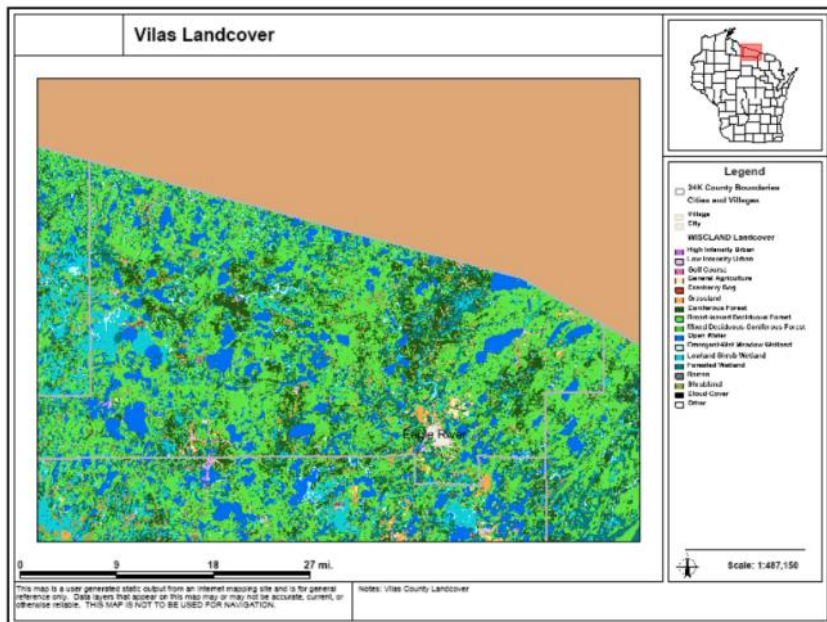 Vilas Landcover
Legend
24K County Boundaries
Cities and Villages
Village
City
WISCLAND Landcover
High Intensity Urban
Low Intensity Urban
Golf Course
General Agriculture
Cranberry Bog
Grassland
Coniferous Forest
Broad-leaved Deciduous Forest
Mixed Deciduous-Coniferous Forest
Open Water
Emergent-Wet Meadow Wetland
Lowland Shrub Wetland
Forested Wetland
Barren
Shrubland
Cloud Cover
Other
Eagle River
0 9 18 27 mi.
Scale: 1:487,150
This map is a user generated static output from an Internet mapping site and is for general
reference only. Data layers that appear on this map may or may not be accurate, current, or
otherwise reliable. THIS MAP IS NOT TO BE USED FOR NAVIGATION.
Notes: Vilas County Landcover